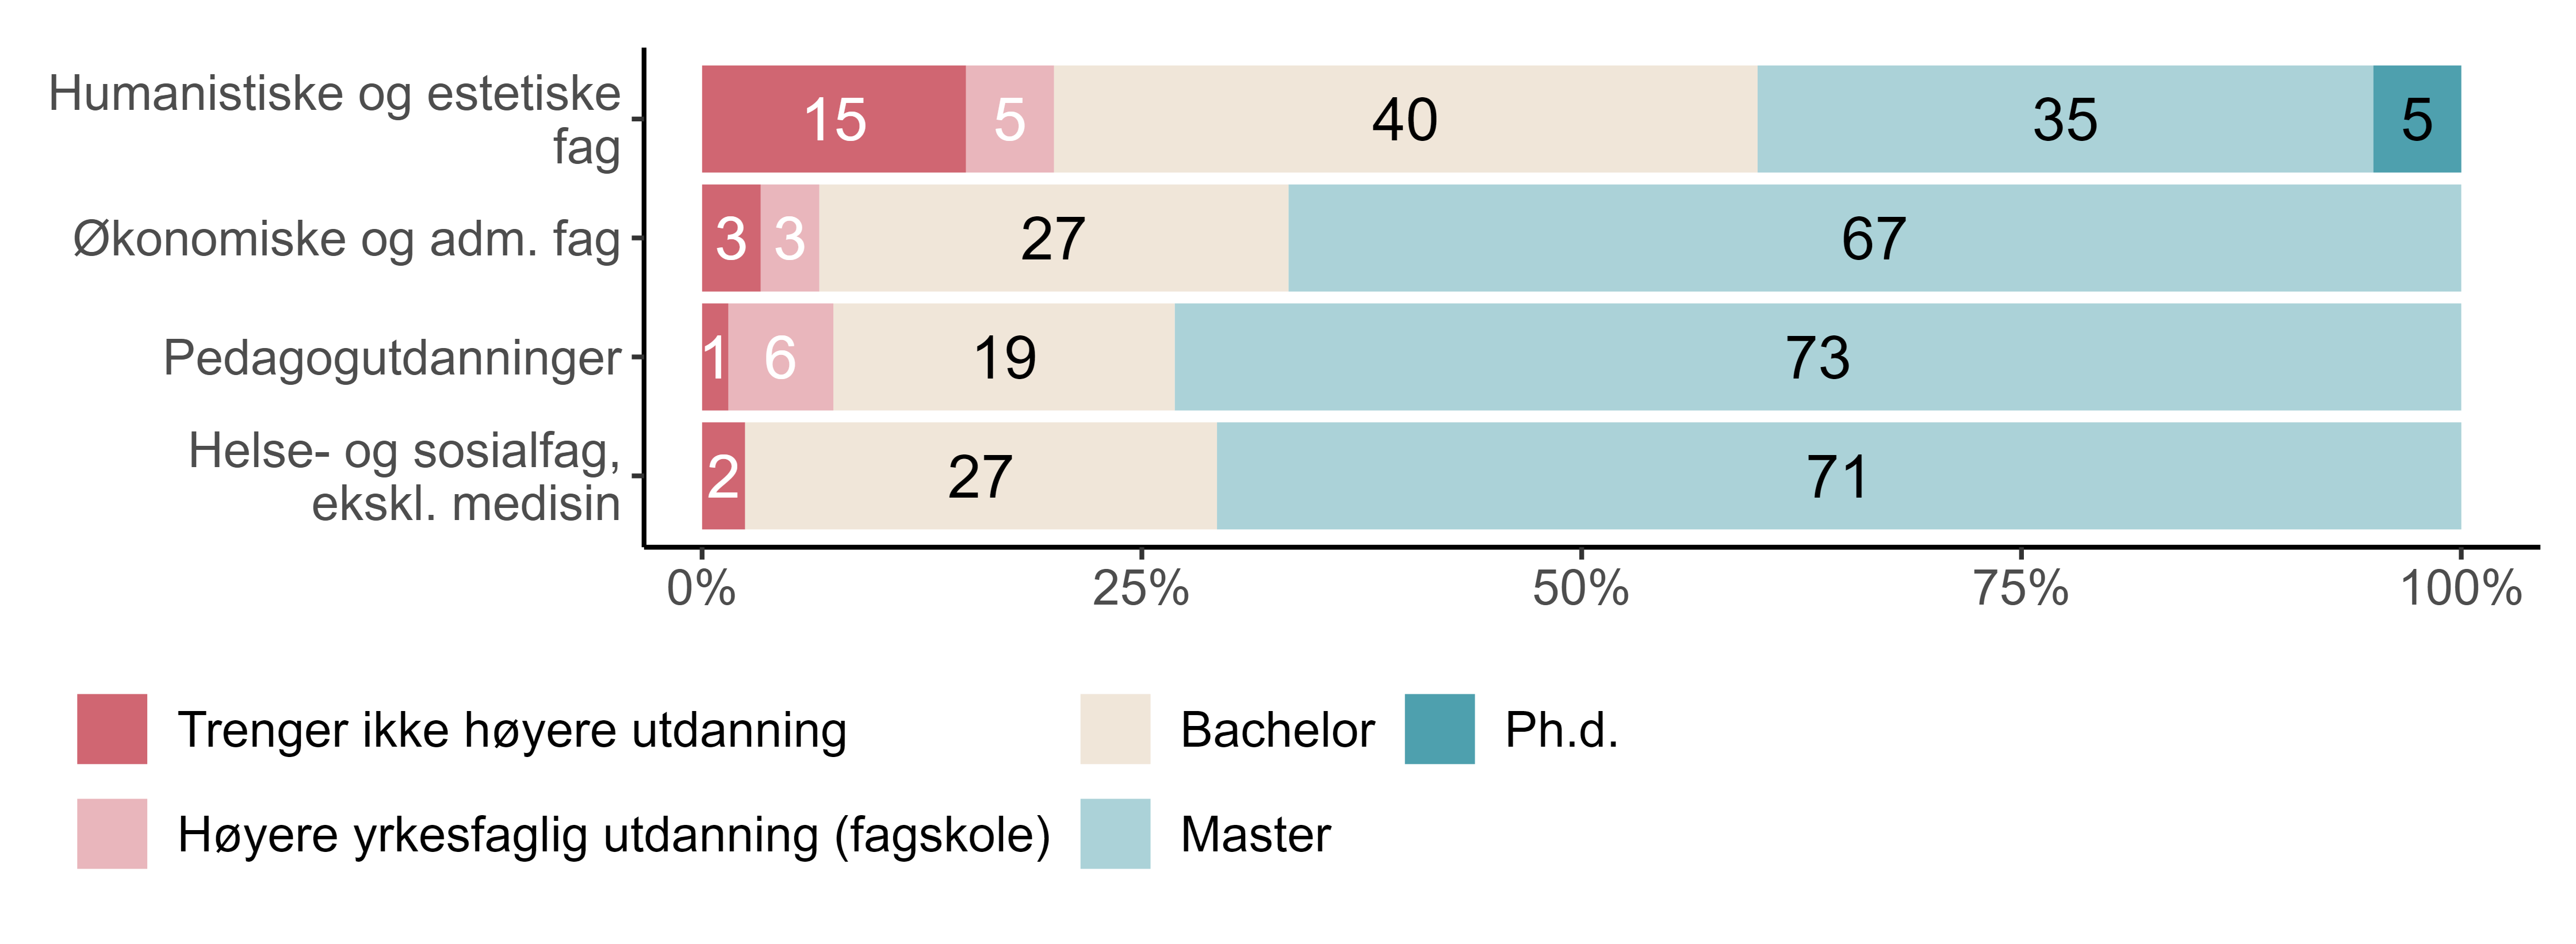 Humanistiske og estetiske
fag
15 5 40 35 5
Økonomiske og adm. fag
3 3 27 67
Pedagogutdanninger
1 6 19 73
Helse- og sosialfag,
ekskl. medisin
2 27 71
0% 25% 50% 75% 100%
Trenger ikke høyere utdanning
Høyere yrkesfaglig utdanning (fagskole)
Bachelor
Master
Ph.d.